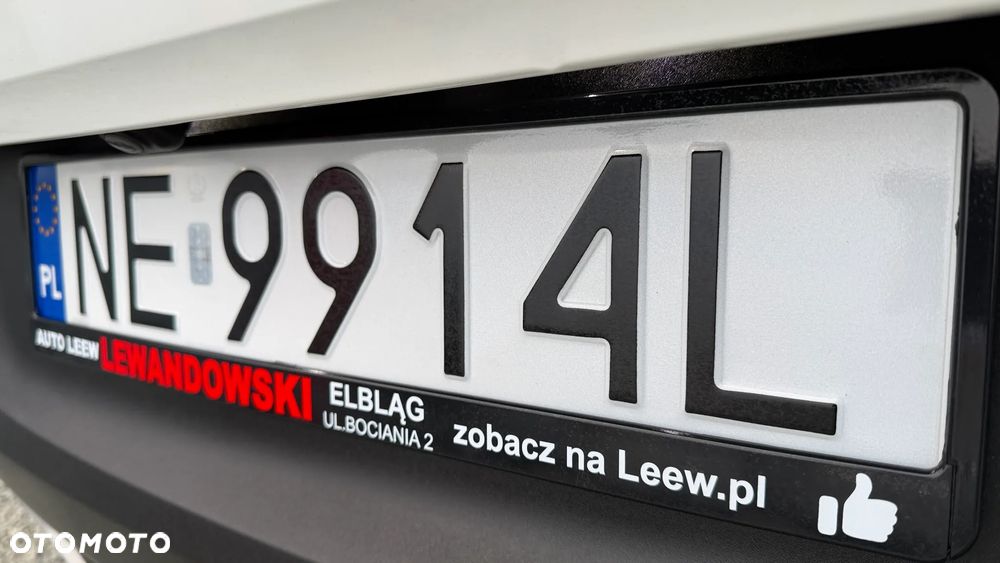 PL NE 9914L
AUTO LEEW LEWANDOWSKI ELBLĄG
UL.BOCIANIA 2 zobacz na Leew.pl
OTOMOTO